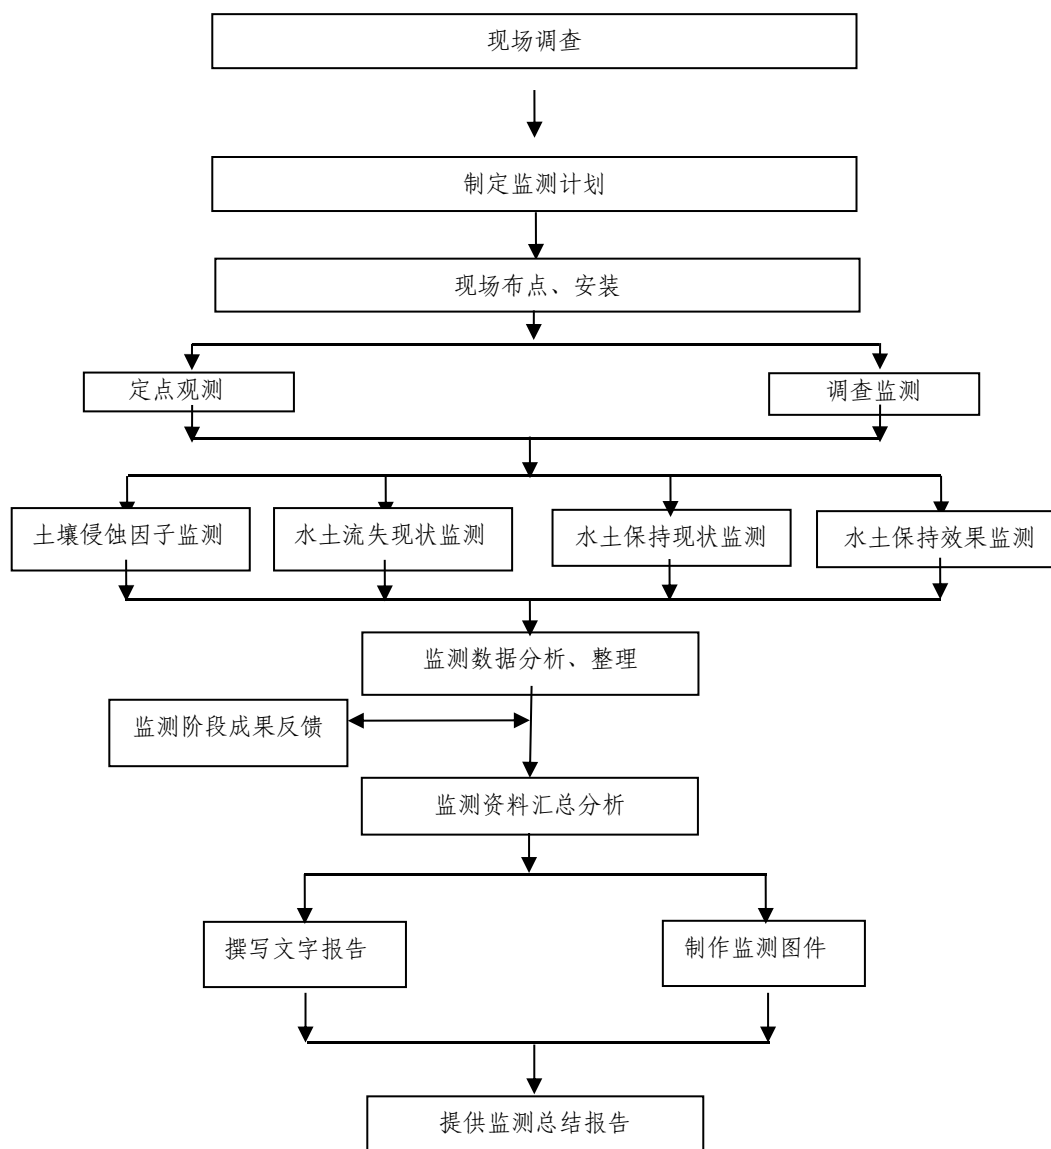 现场调查
制定监测计划
现场布点、安装
定点观测
调查监测
土壤侵蚀因子监测
水土流失现状监测
水土保持现状监测
水土保持效果监测
监测数据分析、整理
监测阶段成果反馈
监测资料汇总分析
撰写文字报告
制作监测图件
提供监测总结报告